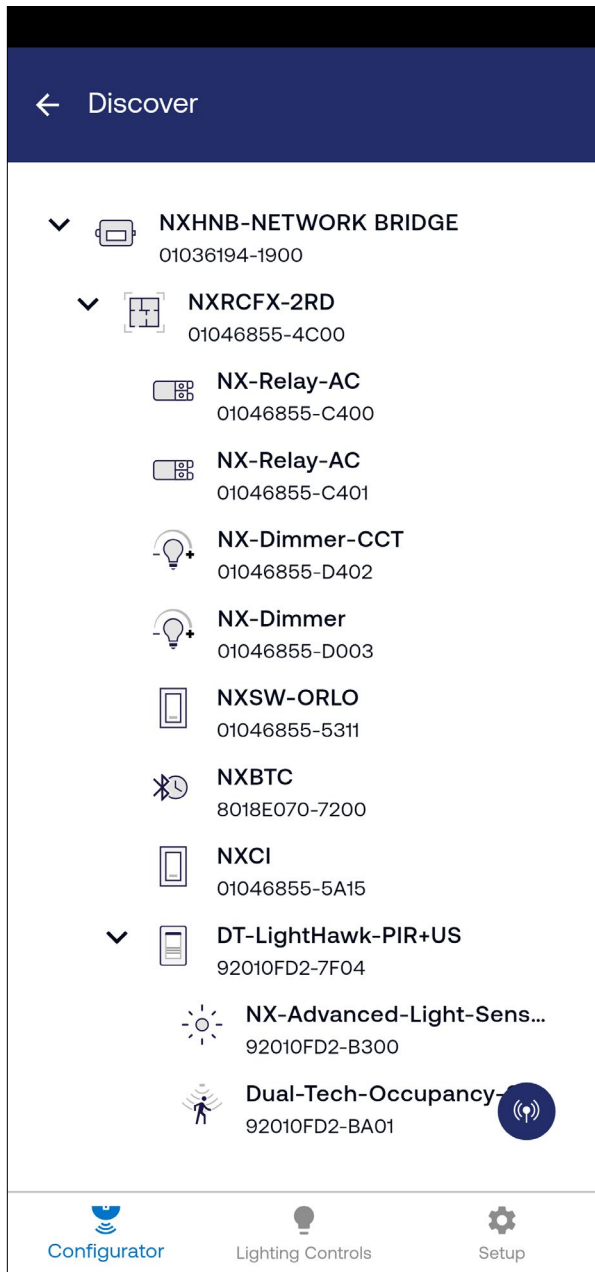 Discover
NXHNB-NETWORK BRIDGE
01036194-1900
NXRCFX-2RD
01046855-4C00
NX-Relay-AC
01046855-C400
NX-Relay-AC
01046855-C401
NX-Dimmer-CCT
01046855-D402
NX-Dimmer
01046855-D003
NXSW-ORLO
01046855-5311
NXBTC
8018E070-7200
NXCI
01046855-5A15
DT-LightHawk-PIR+US
92010FD2-7F04
NX-Advanced-Light-Sens...
92010FD2-B300
Dual-Tech-Occupancy-
92010FD2-BA01
Configurator
Lighting Controls
Setup